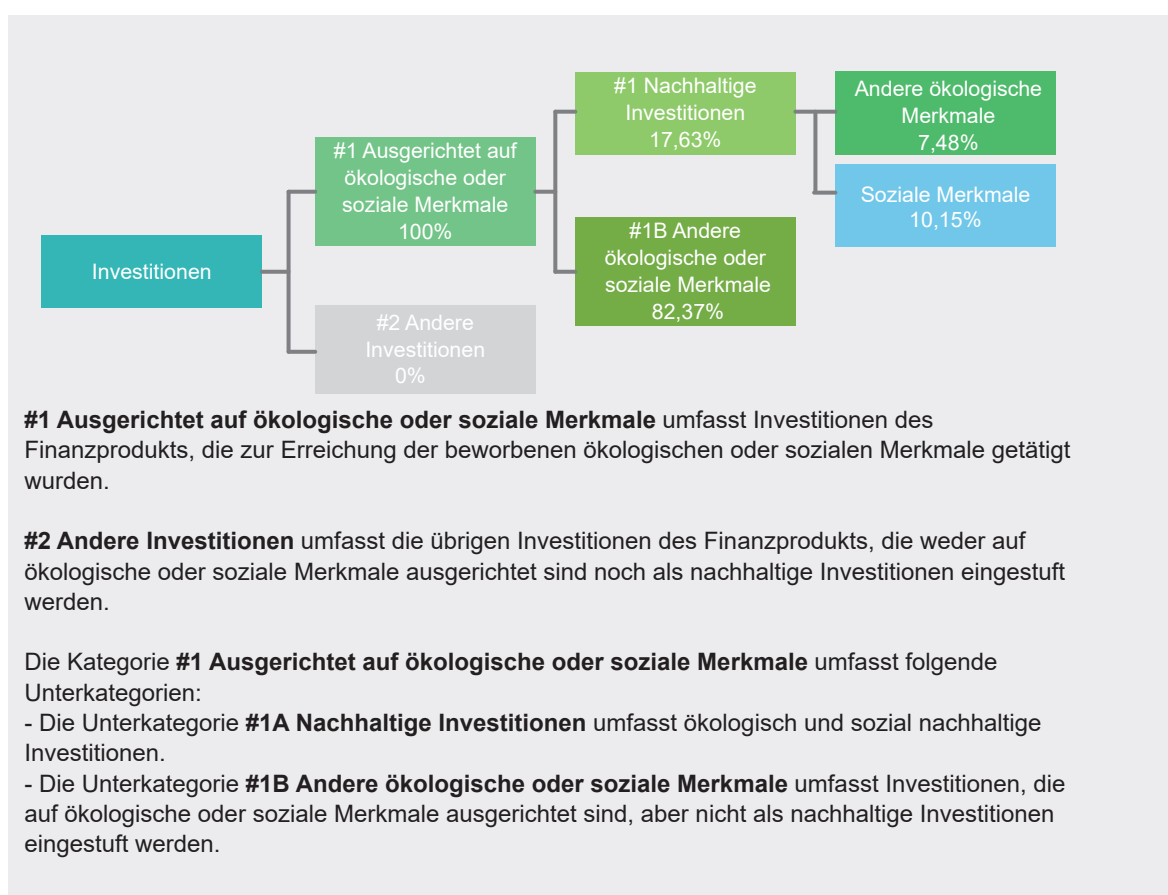 #1 Nachhaltige
Investitionen
17,63%
Andere ökologische
Merkmale
7,48%
#1 Ausgerichtet auf
ökologische oder
soziale Merkmale
100%
Soziale Merkmale
10,15%
#1B Andere
ökologische oder
soziale Merkmale
82,37%
Investitionen
#2 Andere
Investitionen
0%
#1 Ausgerichtet auf ökologische oder soziale Merkmale umfasst Investitionen des
Finanzprodukts, die zur Erreichung der beworbenen ökologischen oder sozialen Merkmale getätigt
wurden.
#2 Andere Investitionen umfasst die übrigen Investitionen des Finanzprodukts, die weder auf
ökologische oder soziale Merkmale ausgerichtet sind noch als nachhaltige Investitionen eingestuft
werden.
Die Kategorie #1 Ausgerichtet auf ökologische oder soziale Merkmale umfasst folgende
Unterkategorien:
- Die Unterkategorie #1A Nachhaltige Investitionen umfasst ökologisch und sozial nachhaltige
Investitionen.
- Die Unterkategorie #1B Andere ökologische oder soziale Merkmale umfasst Investitionen, die
auf ökologische oder soziale Merkmale ausgerichtet sind, aber nicht als nachhaltige Investitionen
eingestuft werden.